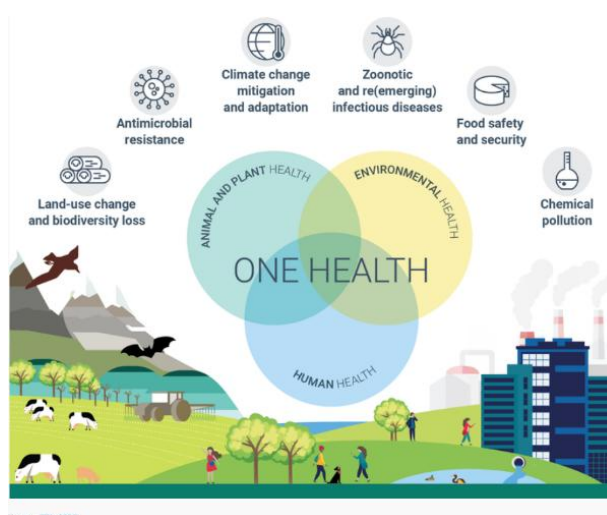 Climate change
mitigation
and adaptation
Zoonotic
and re(emerging)
infectious diseases
Antimicrobial
resistance
Food safety
and security
Land-use change
and biodiversity loss
Chemical
pollution
ANIMAL AND PLANT HEALTH
ENVIRONMENTAL HEALTH
ONE HEALTH
HUMAN HEALTH